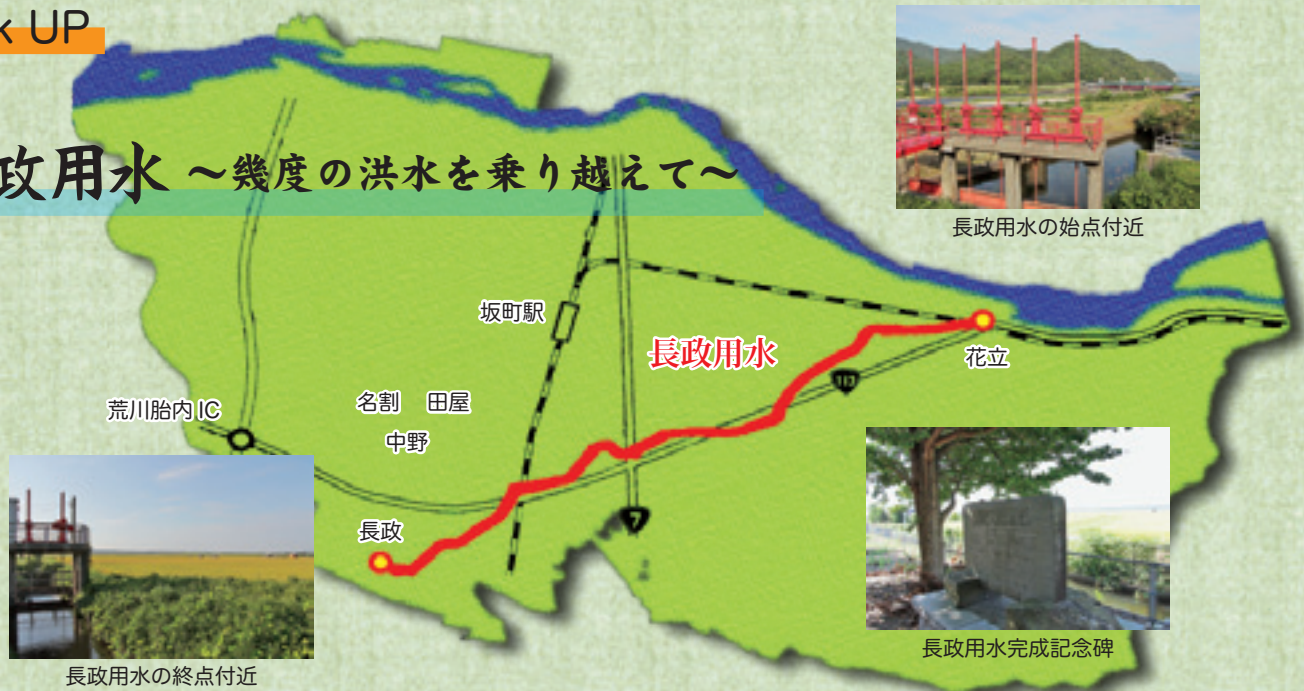 k UP
政用水 ～幾度の洪水を乗り越えて～
長政用水の始点付近
坂町駅
長政用水
花立
113
荒川胎内 IC
名割 田屋
中野
7
長政
長政用水完成記念碑
長政用水の終点付近